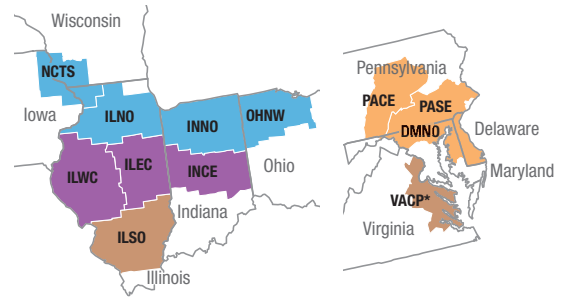 Wisconsin
NCTS
Iowa
ILNO
INNO
OHNW
ILWC
ILEC
INCE
Ohio
Indiana
ILSO
Illinois
Pennsylvania
PACE
PASE
DMNO
Delaware
Maryland
VACP*
Virginia